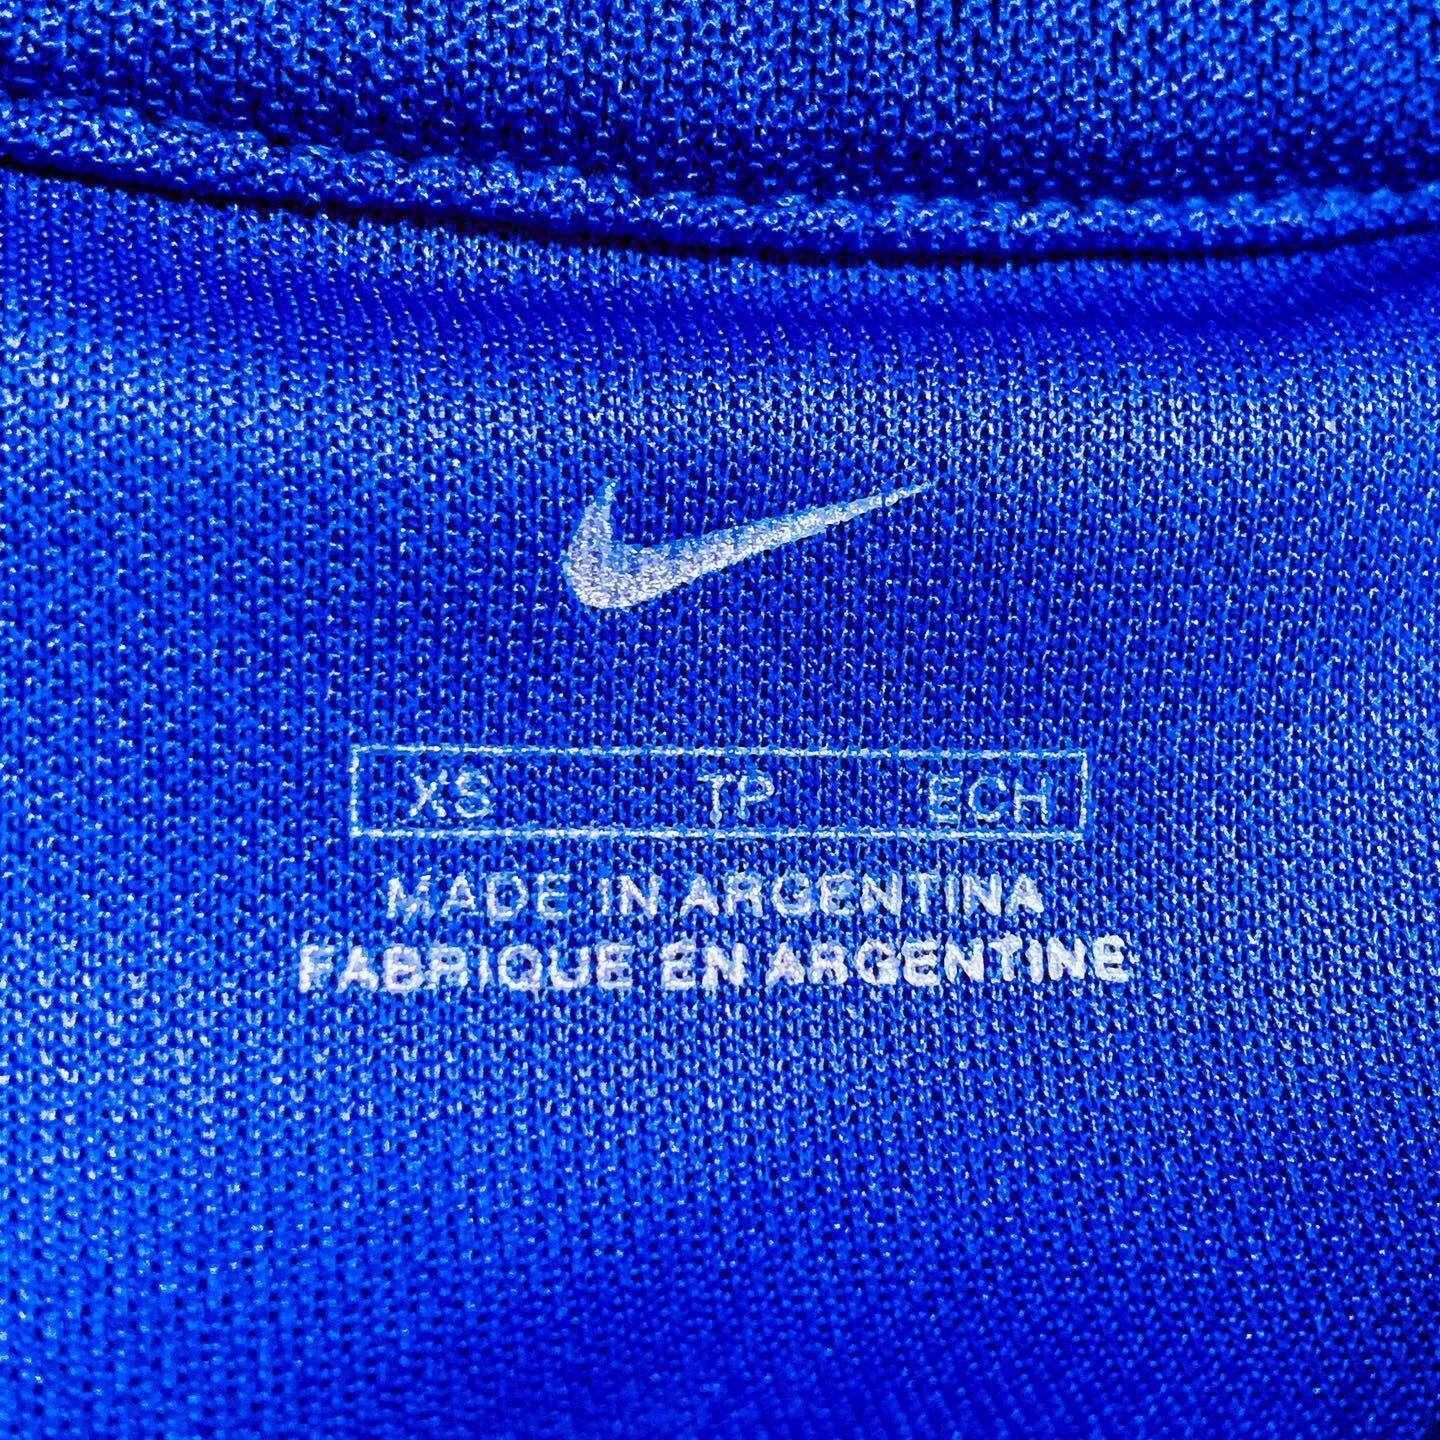 XS TP ECH
MADE IN ARGENTINA
FABRIQUE EN ARGENTINE